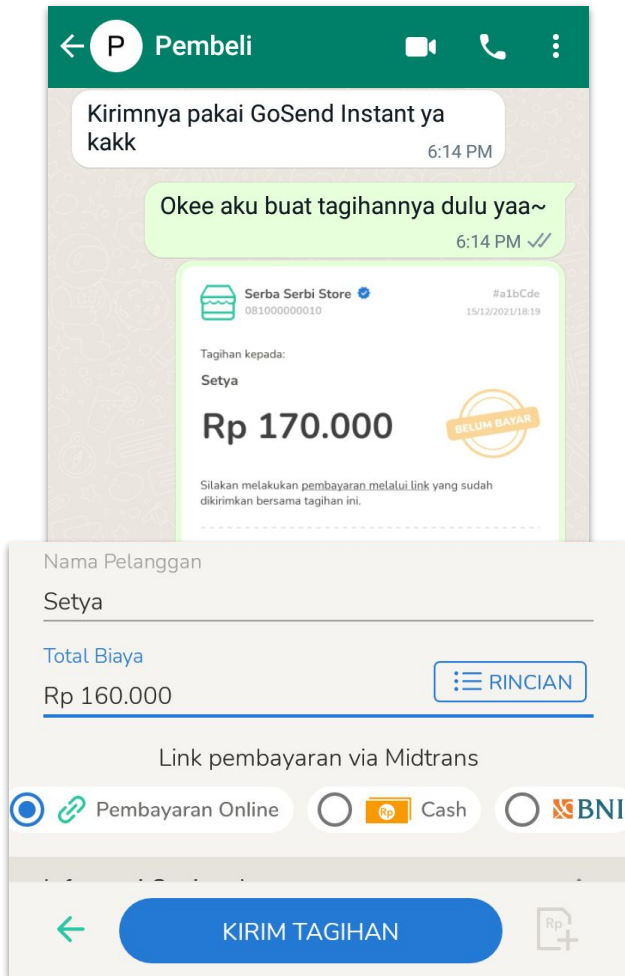 P Pembeli
Kirimnya pakai GoSend Instant ya
kakk
6:14 PM
Okee aku buat tagihannya dulu yaa~
6:14 PM
Serba Serbi Store #a1bCde
081000000010 15/12/2021/18:19
Tagihan kepada:
Setya
Rp 170.000
BELUM BAYAR
Silakan melakukan pembayaran melalui link yang sudah
dikirimkan bersama tagihan ini.
Nama Pelanggan
Setya
Total Biaya
Rp 160.000 RINCIAN
Link pembayaran via Midtrans
Pembayaran Online Rp Cash BNI
KIRIM TAGIHAN Rp